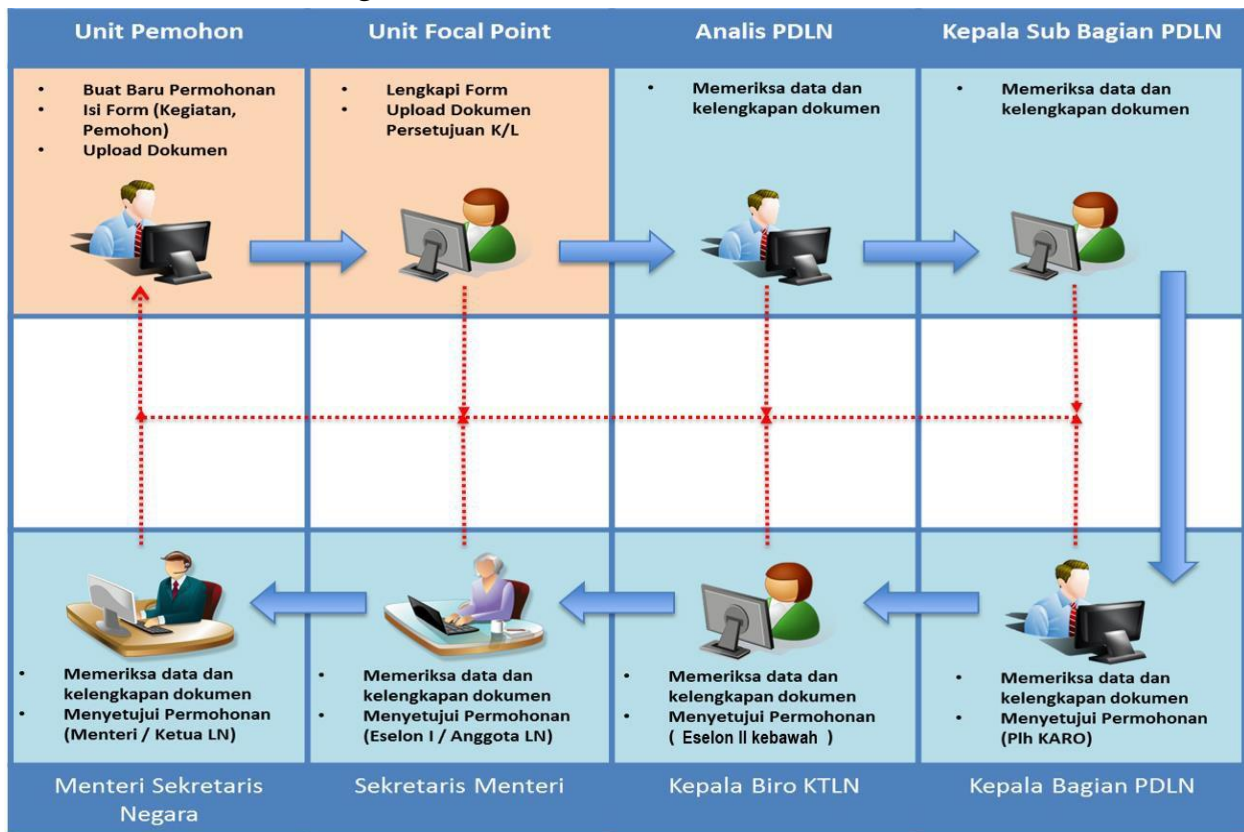 Unit Pemohon
Unit Focal Point
Analis PDLN
Kepala Sub Bagian PDLN
• Buat Baru Permohonan
• Isi Form (Kegiatan,
Pemohon)
• Upload Dokumen
• Lengkapi Form
• Upload Dokumen
Persetujuan K/L
• Memeriksa data dan
kelengkapan dokumen
• Memeriksa data dan
kelengkapan dokumen
• Memeriksa data dan
kelengkapan dokumen
• Menyetujui Permohonan
(Menteri / Ketua LN)
• Memeriksa data dan
kelengkapan dokumen
• Menyetujui Permohonan
(Eselon I / Anggota LN)
• Memeriksa data dan
kelengkapan dokumen
• Menyetujui Permohonan
( Eselon II kebawah )
• Memeriksa data dan
kelengkapan dokumen
• Menyetujui Permohonan
(Plh KARO)
Menteri Sekretaris
Negara
Sekretaris Menteri
Kepala Biro KTLN
Kepala Bagian PDLN